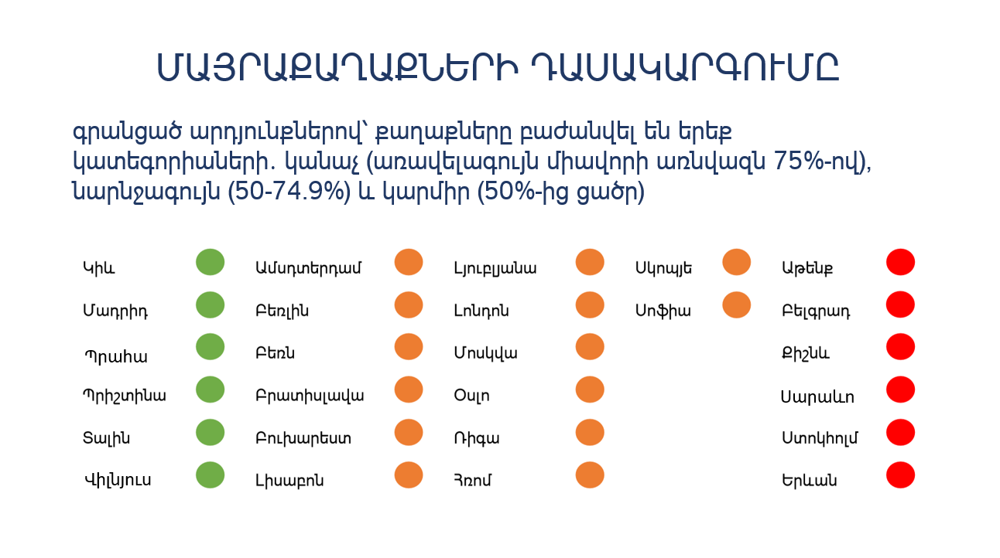 ՄԱՅՐԱՔԱՂԱՔՆԵՐԻ ԴԱՍԱԿԱՐԳՈՒՄԸ
գրանցած արդյունքներով՝ քաղաքները բաժանվել են երեք
կատեգորիաների. կանաչ (առավելագույն միավորի առնվազն 75%-ով),
նարնջագույն (50-74.9%) և կարմիր (50%-ից ցածր)
Կիև
Մադրիդ
Պրահա
Պրիշտինա
Տալին
Վիլնյուս
Ամսդտերդամ
Բեռլին
Բեռն
Բրատիսլավա
Բուխարեստ
Լիսաբոն
Լյուբլյանա
Լոնդոն
Մոսկվա
Օսլո
Ռիգա
Հռոմ
Սկոպյե
Սոֆիա
Աթենք
Բելգրադ
Քիշնև
Սարաևո
Ստոկհոլմ
Երևան